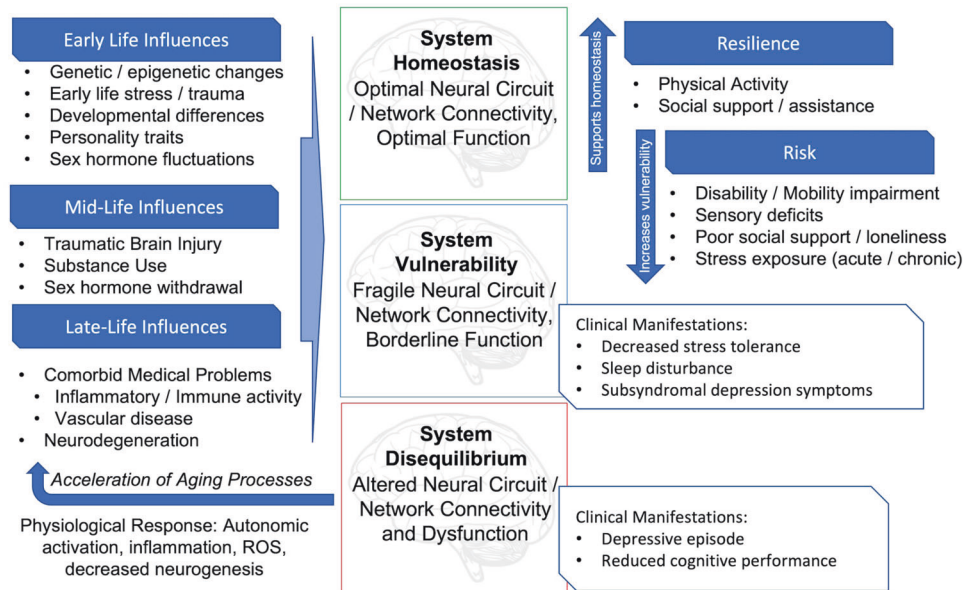 Early Life Influences
• Genetic / epigenetic changes
• Early life stress / trauma
• Developmental differences
• Personality traits
• Sex hormone fluctuations
Mid-Life Influences
• Traumatic Brain Injury
• Substance Use
• Sex hormone withdrawal
Late-Life Influences
• Comorbid Medical Problems
• Inflammatory / Immune activity
• Vascular disease
• Neurodegeneration
Acceleration of Aging Processes
Physiological Response: Autonomic
activation, inflammation, ROS,
decreased neurogenesis
System
Homeostasis
Optimal Neural Circuit
/ Network Connectivity,
Optimal Function
System
Vulnerability
Fragile Neural Circuit /
Network Connectivity,
Borderline Function
System
Disequilibrium
Altered Neural Circuit /
Network Connectivity
and Dysfunction
Supports homeostasis
Resilience
• Physical Activity
• Social support / assistance
Increases vulnerability
Risk
• Disability / Mobility impairment
• Sensory deficits
• Poor social support / loneliness
• Stress exposure (acute / chronic)
Clinical Manifestations:
• Decreased stress tolerance
• Sleep disturbance
• Subsyndromal depression symptoms
Clinical Manifestations:
• Depressive episode
• Reduced cognitive performance